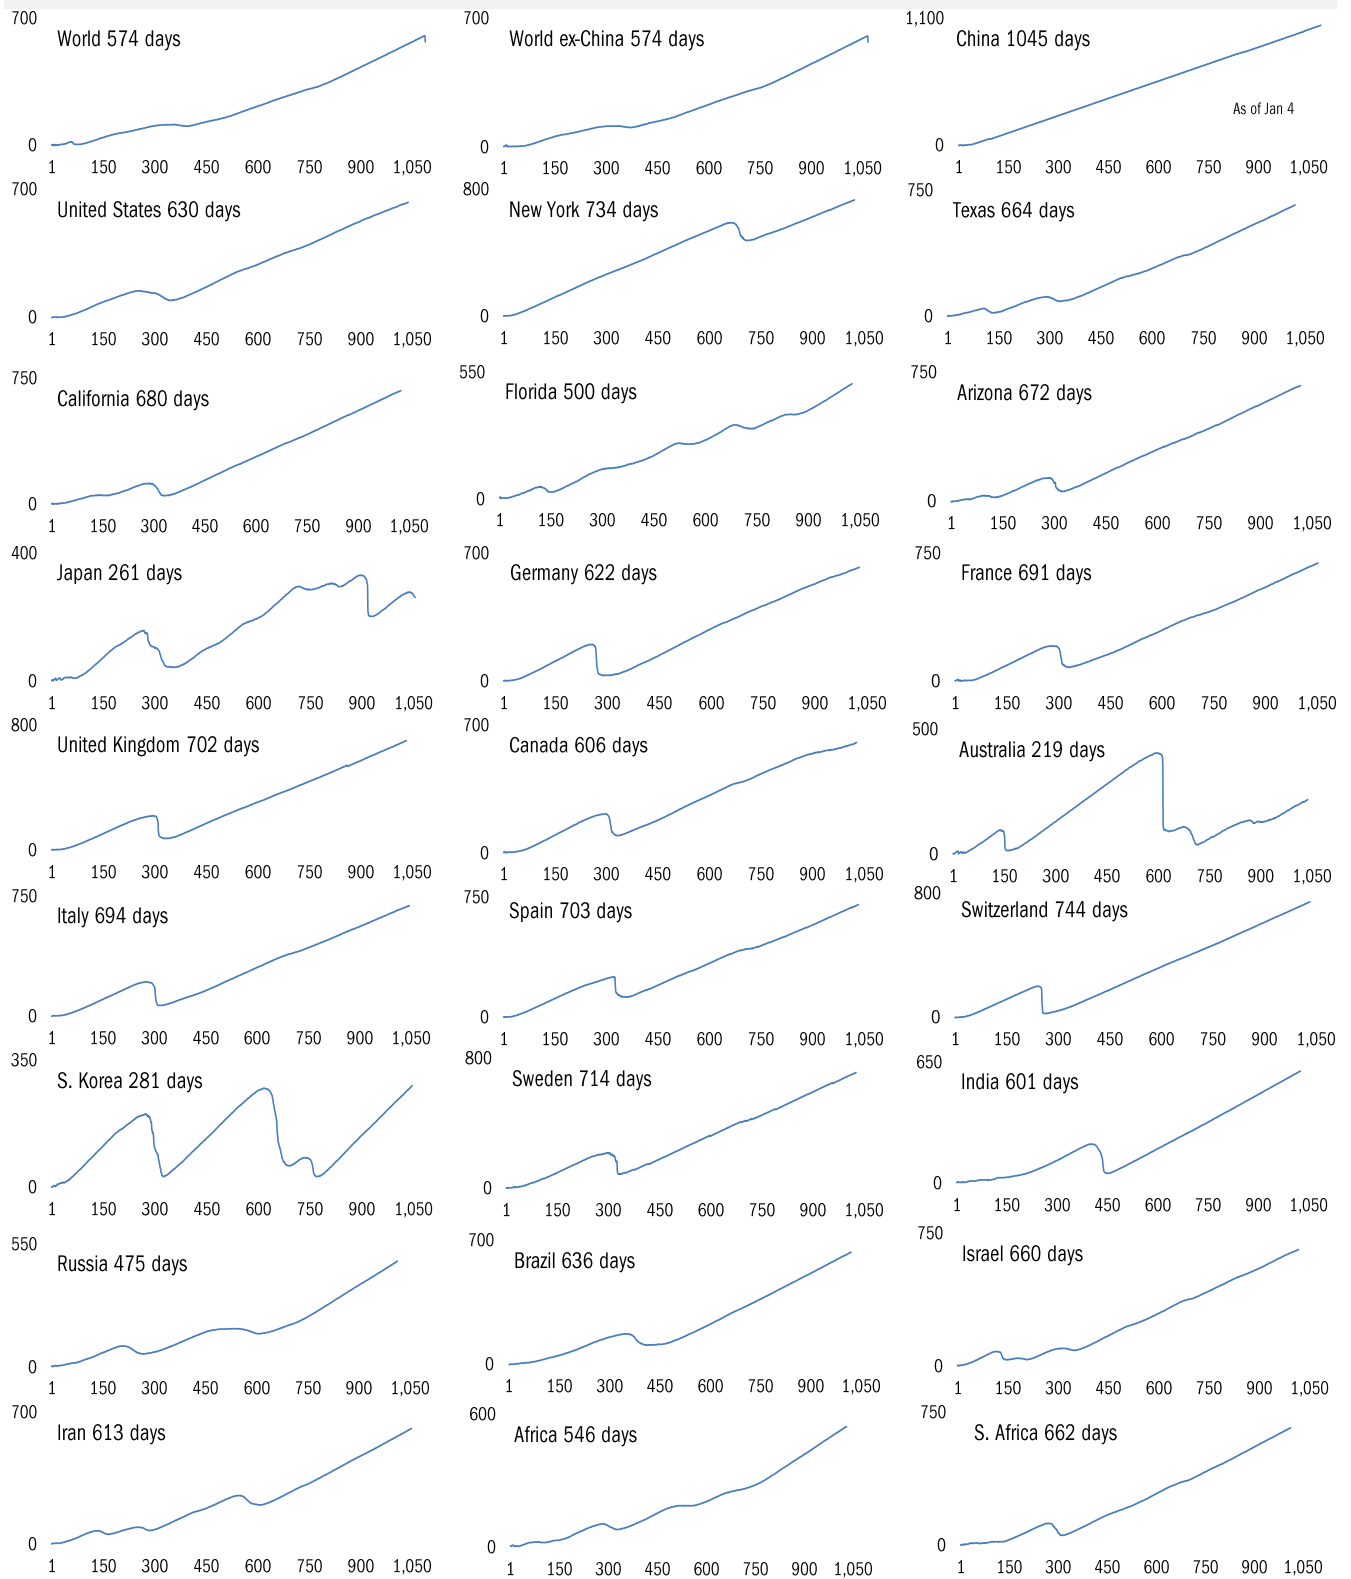 700
World 574 days
0
1 150 300 450 600 750 900 1,050
700
World ex-China 574 days
0
1 150 300 450 600 750 900 1,050
1,100
China 1045 days
As of Jan 4
0
1 150 300 450 600 750 900 1,050
700
United States 630 days
0
1 150 300 450 600 750 900 1,050
800
New York 734 days
0
1 150 300 450 600 750 900 1,050
750
Texas 664 days
0
1 150 300 450 600 750 900 1,050
750
California 680 days
0
1 150 300 450 600 750 900 1,050
550
Florida 500 days
0
1 150 300 450 600 750 900 1,050
750
Arizona 672 days
0
1 150 300 450 600 750 900 1,050
400
Japan 261 days
0
1 150 300 450 600 750 900 1,050
700
Germany 622 days
0
1 150 300 450 600 750 900 1,050
750
France 691 days
0
1 150 300 450 600 750 900 1,050
800
United Kingdom 702 days
0
1 150 300 450 600 750 900 1,050
700
Canada 606 days
0
1 150 300 450 600 750 900 1,050
500
Australia 219 days
0
1 150 300 450 600 750 900 1,050
750
Italy 694 days
0
1 150 300 450 600 750 900 1,050
750
Spain 703 days
0
1 150 300 450 600 750 900 1,050
800
Switzerland 744 days
0
1 150 300 450 600 750 900 1,050
350
S. Korea 281 days
0
1 150 300 450 600 750 900 1,050
800
Sweden 714 days
0
1 150 300 450 600 750 900 1,050
650
India 601 days
0
1 150 300 450 600 750 900 1,050
550
Russia 475 days
0
1 150 300 450 600 750 900 1,050
700
Brazil 636 days
0
1 150 300 450 600 750 900 1,050
750
Israel 660 days
0
1 150 300 450 600 750 900 1,050
700
Iran 613 days
0
1 150 300 450 600 750 900 1,050
600
Africa 546 days
0
1 150 300 450 600 750 900 1,050
750
S. Africa 662 days
0
1 150 300 450 600 750 900 1,050